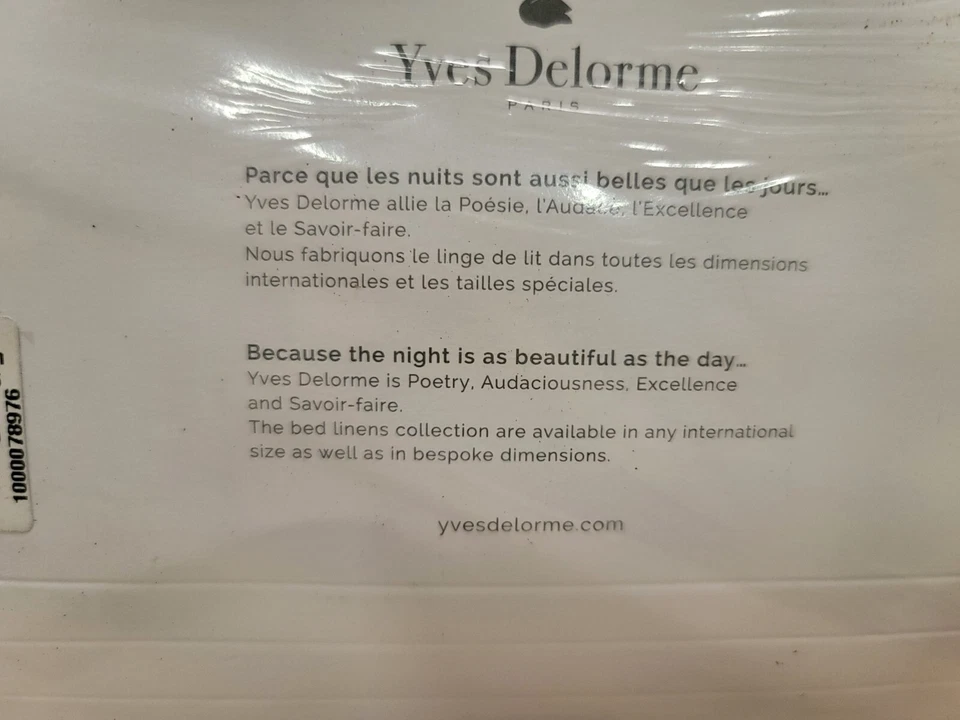 Yves Delorme
PARIS
Parce que les nuits sont aussi belles que les jours...
Yves Delorme allie la Poésie, l'Audace, l'Excellence
et le Savoir-faire.
Nous fabriquons le linge de lit dans toutes les dimensions
internationales et les tailles spéciales.
Because the night is as beautiful as the day...
Yves Delorme is Poetry, Audaciousness, Excellence
and Savoir-faire.
The bed linens collection are available in any international
size as well as in bespoke dimensions.
yvesdelorme.com
1000078976